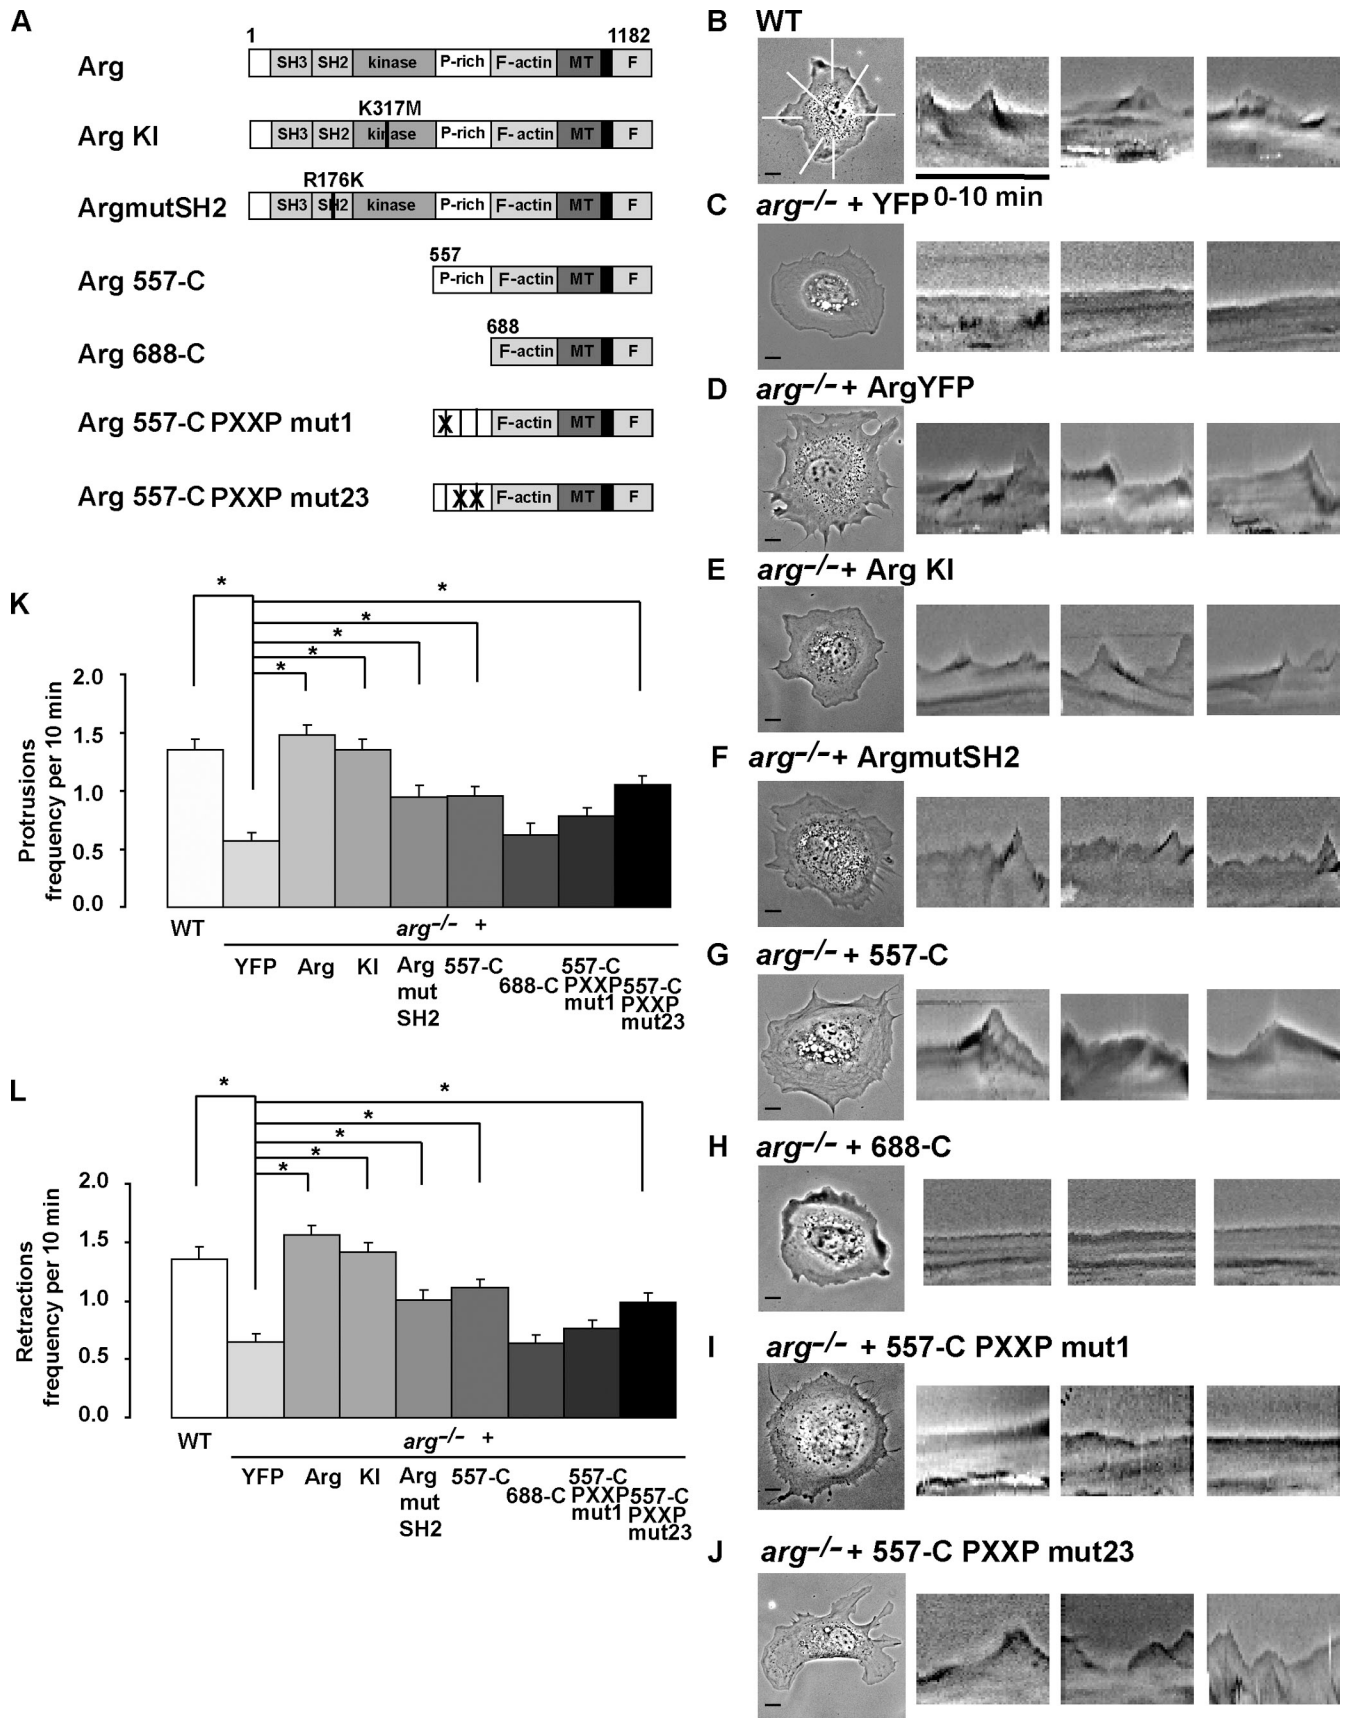 A
1 1182
Arg SH3 SH2 kinase P-rich F-actin MT F
K317M
Arg KI SH3 SH2 kinase P-rich F-actin MT F
R176K
ArgmutSH2 SH3 SH2 kinase P-rich F-actin MT F
557
Arg 557-C P-rich F-actin MT F
688
Arg 688-C F-actin MT F
Arg 557-C PXXP mut1 X F-actin MT F
Arg 557-C PXXP mut23 XX F-actin MT F
B WT
0-10 min
C arg-/- + YFP
D arg-/- + ArgYFP
E arg-/- + Arg KI
F arg-/- + ArgmutSH2
G arg-/- + 557-C
H arg-/- + 688-C
I arg-/- + 557-C PXXP mut1
J arg-/- + 557-C PXXP mut23
K
* * * * * *
Protrusions
frequency per 10 min
2.0
1.5
1.0
0.5
0.0
WT arg-/- +
YFP Arg KI Arg mut SH2 557-C 688-C 557-C PXXP mut1 557-C PXXP mut23
L
* * * * * *
Retractions
frequency per 10 min
2.0
1.5
1.0
0.5
0.0
WT arg-/- +
YFP Arg KI Arg mut SH2 557-C 688-C 557-C PXXP mut1 557-C PXXP mut23